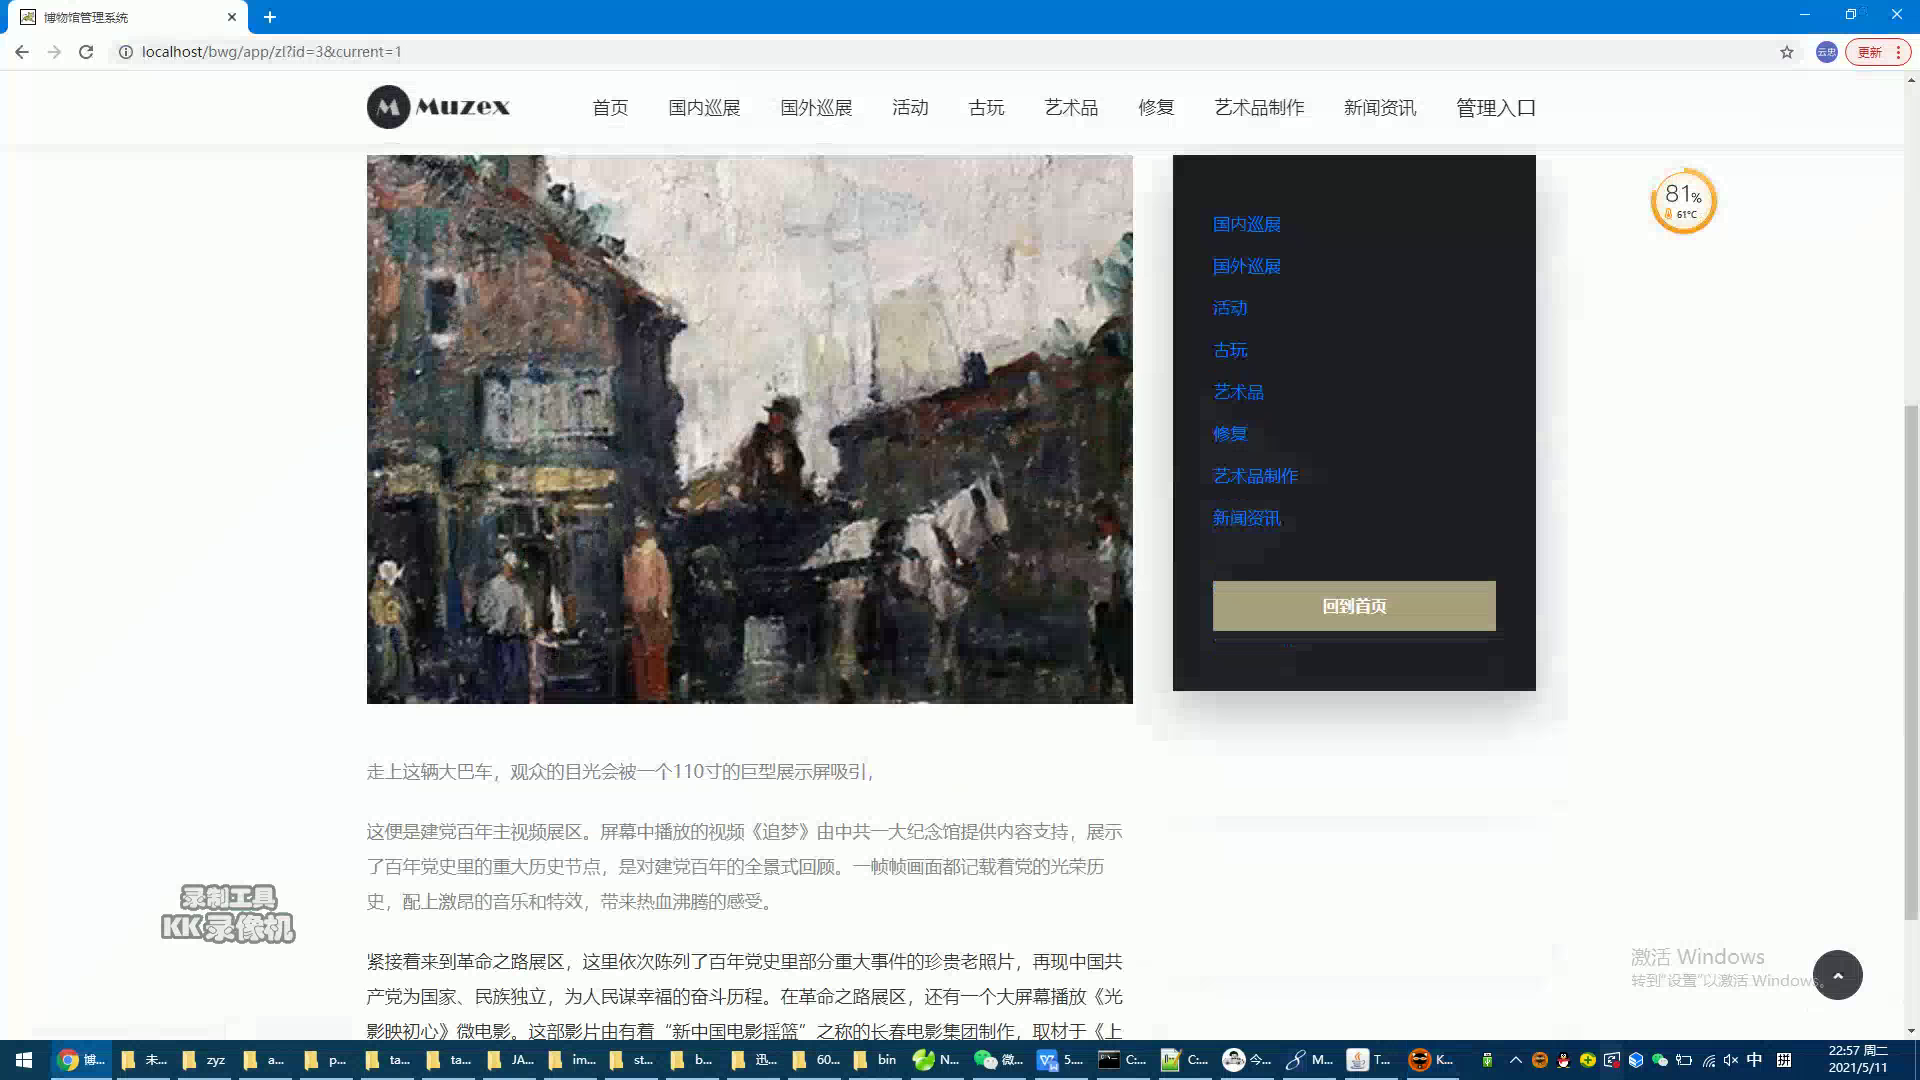 博物馆管理系统
localhost/bwg/app/zl?id=3&current=1
云忠
更新
M Muzex
首页 国内巡展 国外巡展 活动 古玩 艺术品 修复 艺术品制作 新闻资讯 管理入口
81%
61°C
国内巡展
国外巡展
活动
古玩
艺术品
修复
艺术品制作
新闻资讯
回到首页
走上这辆大巴车，观众的目光会被一个110寸的巨型展示屏吸引，
这便是建党百年主视频展区。屏幕中播放的视频《追梦》由中共一大纪念馆提供内容支持，展示
了百年党史里的重大历史节点，是对建党百年的全景式回顾。一帧帧画面都记载着党的光荣历
史，配上激昂的音乐和特效，带来热血沸腾的感受。
紧接着来到革命之路展区，这里依次陈列了百年党史里部分重大事件的珍贵老照片，再现中国共
产党为国家、民族独立，为人民谋幸福的奋斗历程。在革命之路展区，还有一个大屏幕播放《光
影映初心》微电影。这部影片由有着“新中国电影摇篮”之称的长春电影集团制作，取材于《上
录制工具
KK录像机
激活 Windows
转到“设置”以激活 Windows。
博... 未... zyz a... p... ta... ta... JA... im... st... b... 迅... 60... bin N... 微... 5.... C:... C:... 今... M... T... K... 中 拼
22:57 周二
2021/5/11